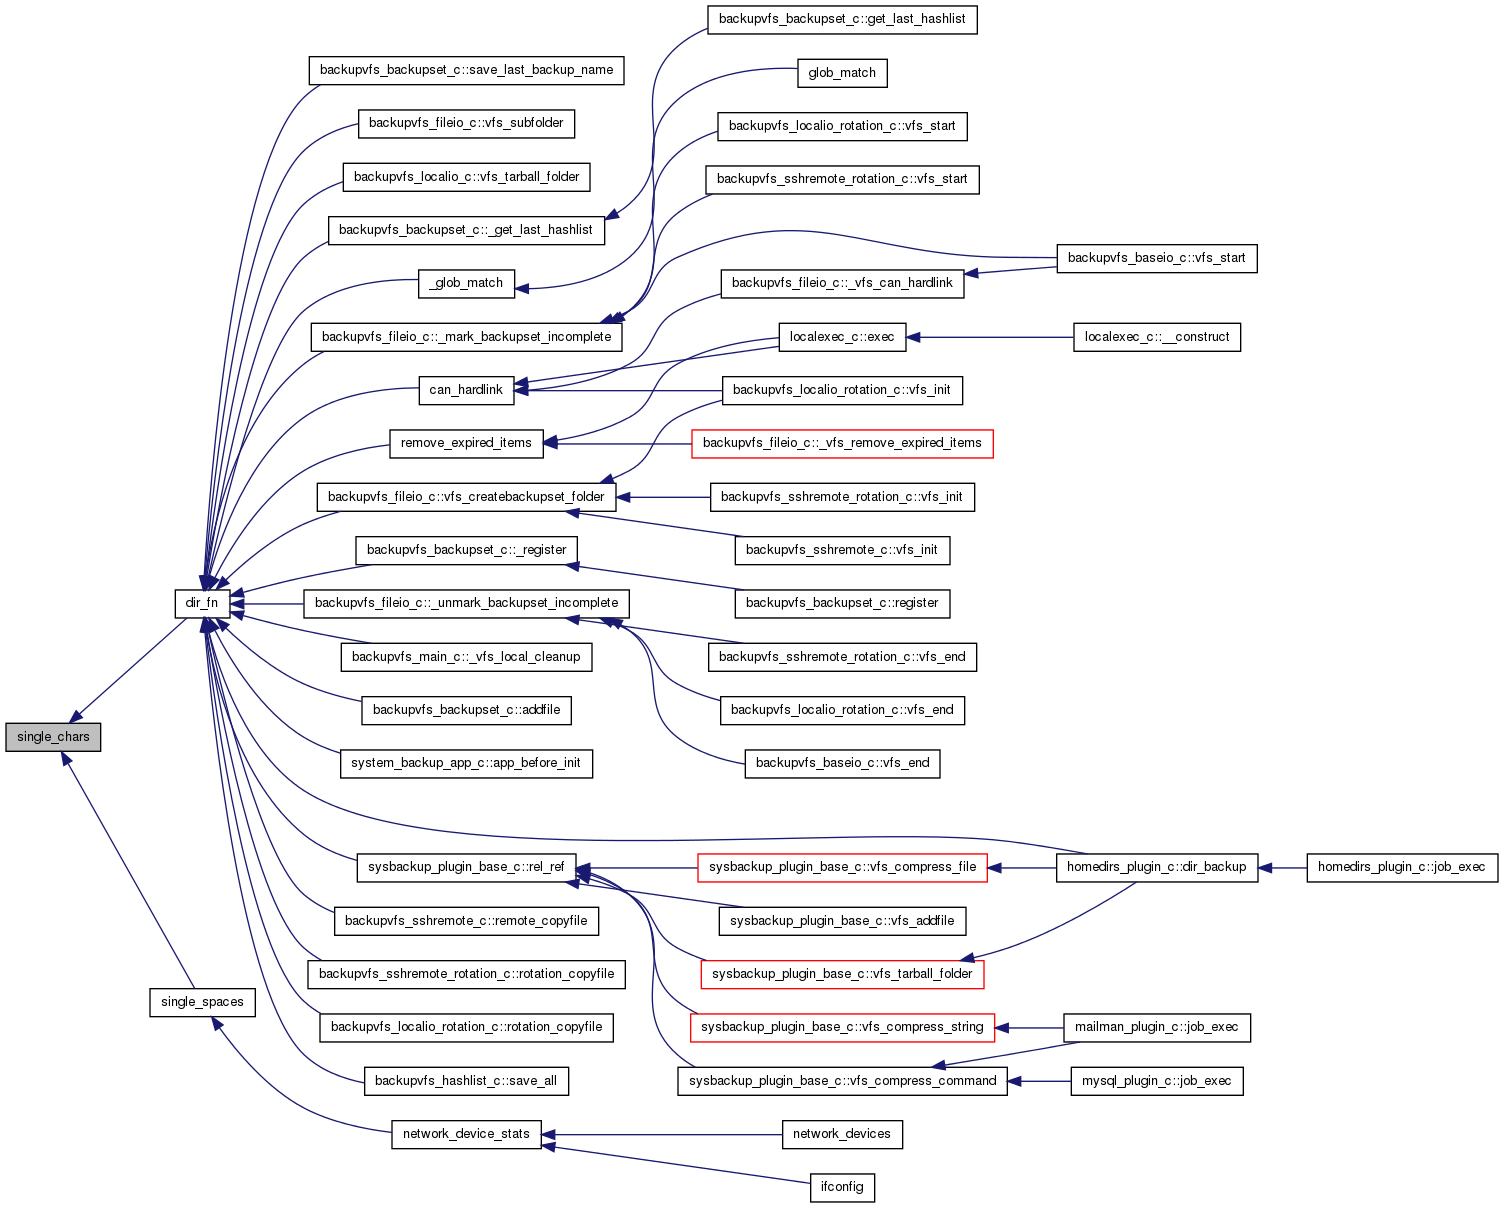 backupvfs_backupset_c::get_last_hashlist
backupvfs_backupset_c::save_last_backup_name
glob_match
backupvfs_fileio_c::vfs_subfolder
backupvfs_localio_rotation_c::vfs_start
backupvfs_localio_c::vfs_tarball_folder
backupvfs_sshremote_rotation_c::vfs_start
backupvfs_backupset_c::_get_last_hashlist
backupvfs_baseio_c::vfs_start
_glob_match
backupvfs_fileio_c::_vfs_can_hardlink
backupvfs_fileio_c::_mark_backupset_incomplete
localexec_c::exec
localexec_c::__construct
can_hardlink
backupvfs_localio_rotation_c::vfs_init
remove_expired_items
backupvfs_fileio_c::_vfs_remove_expired_items
backupvfs_fileio_c::vfs_createbackupset_folder
backupvfs_sshremote_rotation_c::vfs_init
backupvfs_backupset_c::_register
backupvfs_sshremote_c::vfs_init
dir_fn
backupvfs_fileio_c::_unmark_backupset_incomplete
backupvfs_backupset_c::register
backupvfs_main_c::_vfs_local_cleanup
backupvfs_sshremote_rotation_c::vfs_end
backupvfs_backupset_c::addfile
backupvfs_localio_rotation_c::vfs_end
single_chars
system_backup_app_c::app_before_init
backupvfs_baseio_c::vfs_end
sysbackup_plugin_base_c::rel_ref
sysbackup_plugin_base_c::vfs_compress_file
homedirs_plugin_c::dir_backup
homedirs_plugin_c::job_exec
backupvfs_sshremote_c::remote_copyfile
sysbackup_plugin_base_c::vfs_addfile
backupvfs_sshremote_rotation_c::rotation_copyfile
sysbackup_plugin_base_c::vfs_tarball_folder
single_spaces
backupvfs_localio_rotation_c::rotation_copyfile
sysbackup_plugin_base_c::vfs_compress_string
mailman_plugin_c::job_exec
backupvfs_hashlist_c::save_all
sysbackup_plugin_base_c::vfs_compress_command
mysql_plugin_c::job_exec
network_device_stats
network_devices
ifconfig